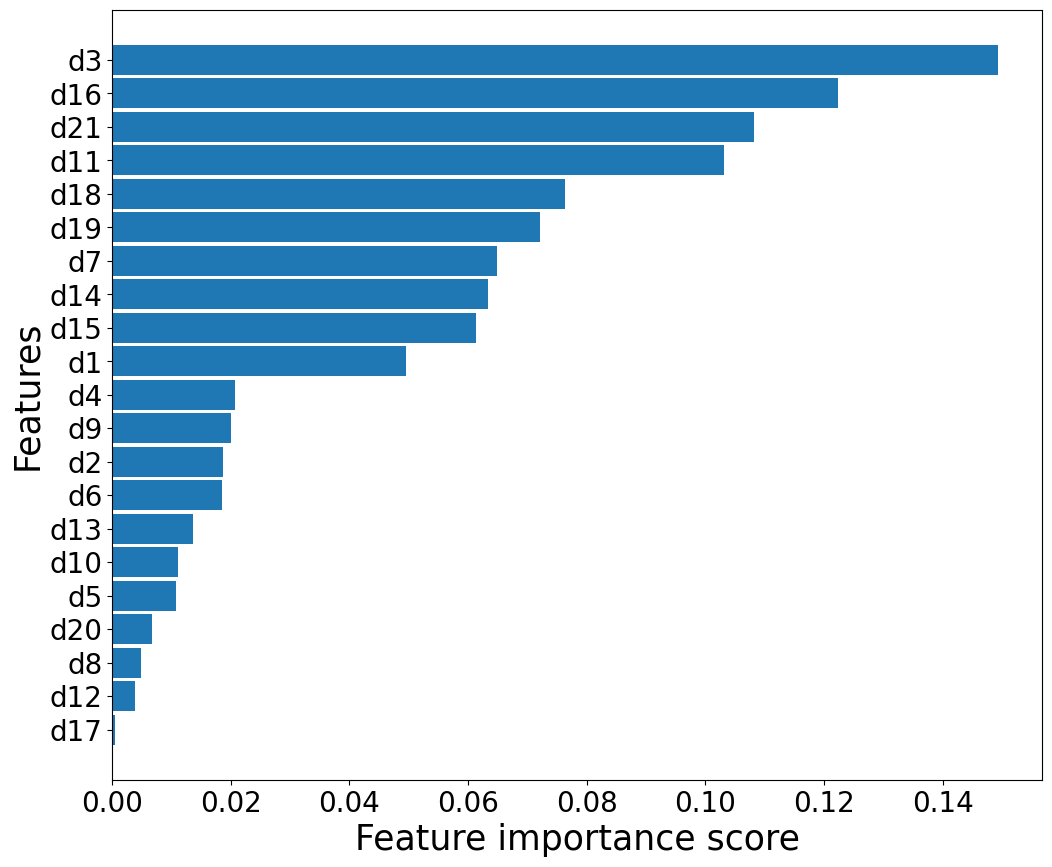 d3
d16
d21
d11
d18
d19
d7
d14
d15
d1
d4
d9
d2
d6
d13
d10
d5
d20
d8
d12
d17
Features
0.00 0.02 0.04 0.06 0.08 0.10 0.12 0.14
Feature importance score